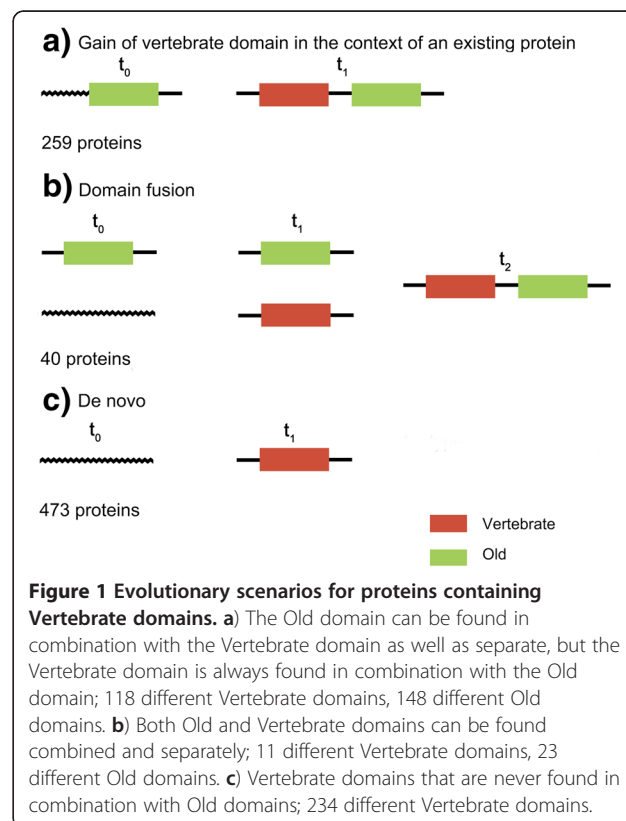 a) Gain of vertebrate domain in the context of an existing protein
t0 t1
259 proteins
b) Domain fusion
t0 t1
t2
40 proteins
c) De novo
t0 t1
473 proteins
Vertebrate
Old
Figure 1 Evolutionary scenarios for proteins containing
Vertebrate domains. a) The Old domain can be found in
combination with the Vertebrate domain as well as separate, but the
Vertebrate domain is always found in combination with the Old
domain; 118 different Vertebrate domains, 148 different Old
domains. b) Both Old and Vertebrate domains can be found
combined and separately; 11 different Vertebrate domains, 23
different Old domains. c) Vertebrate domains that are never found in
combination with Old domains; 234 different Vertebrate domains.